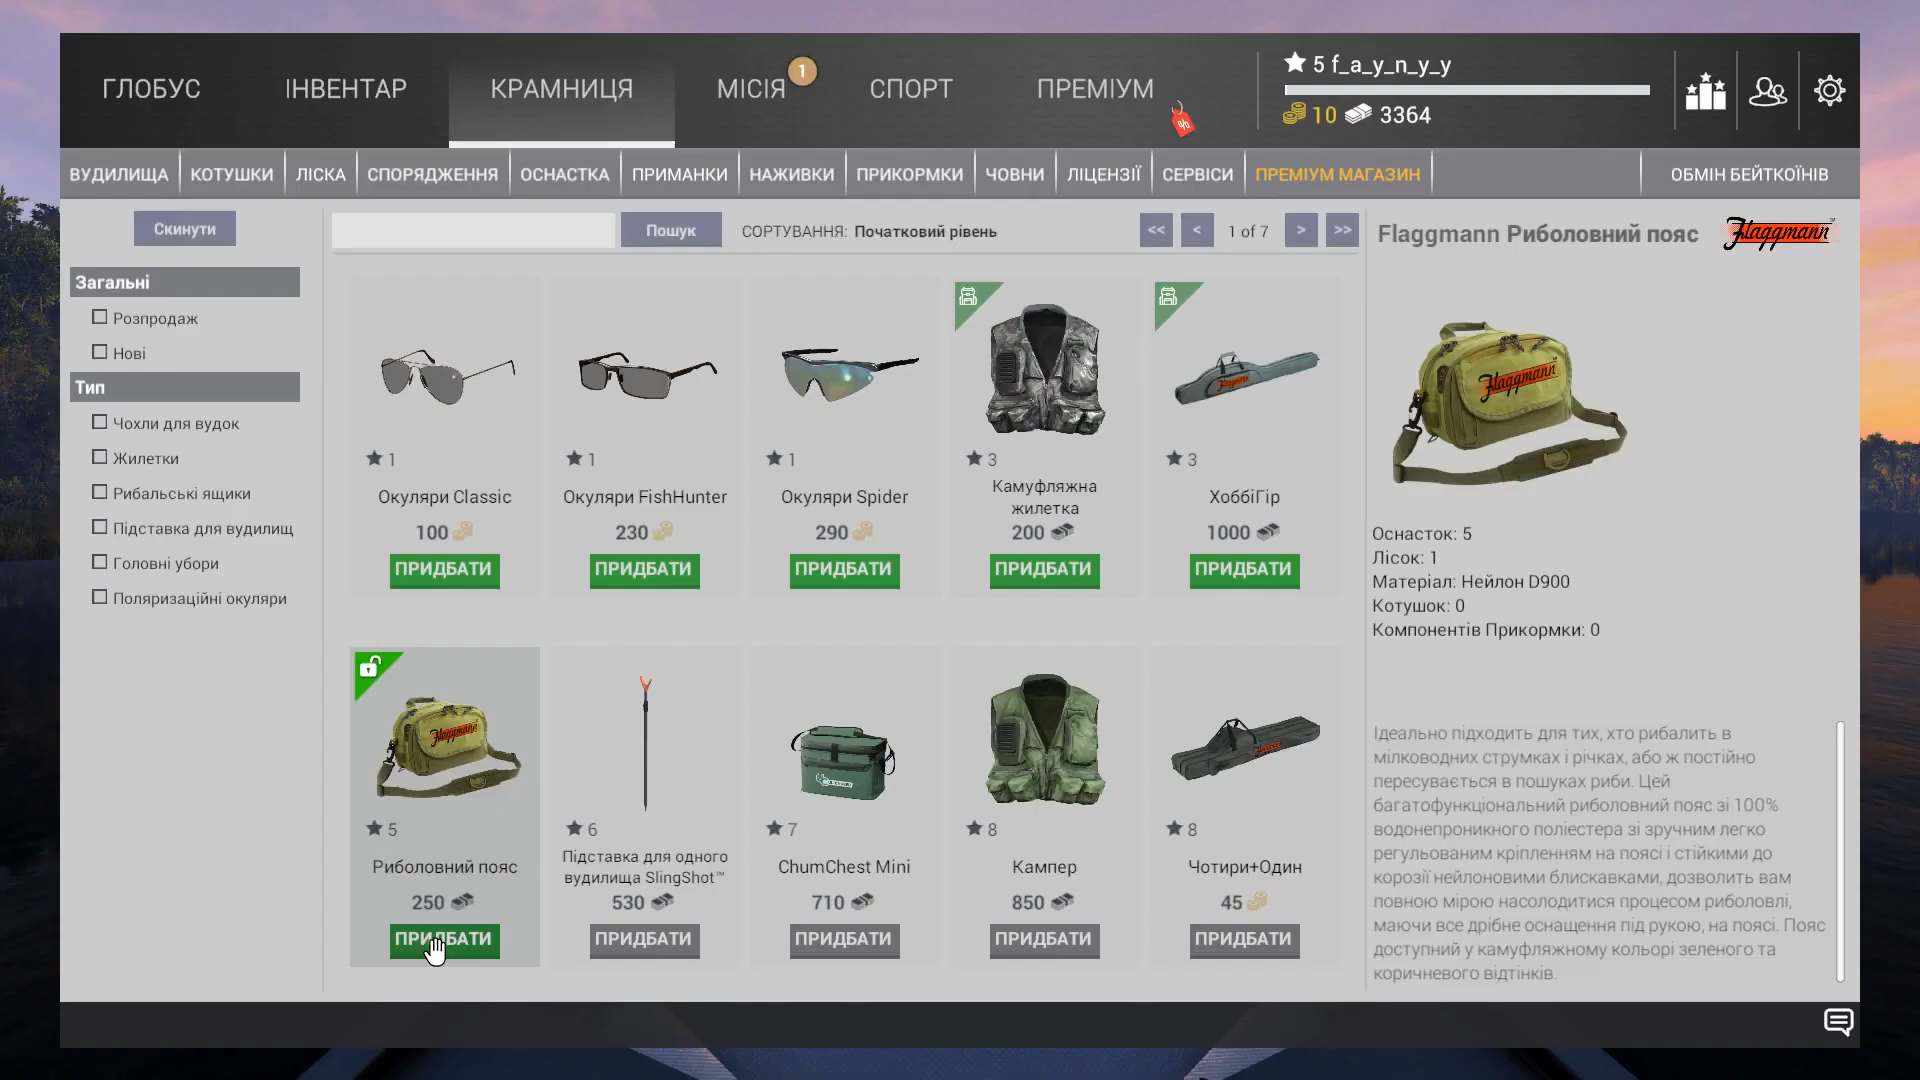 ГЛОБУС
ІНВЕНТАР
КРАМНИЦЯ
МІСІЯ
1
СПОРТ
ПРЕМІУМ
%
5 f_a_y_n_y_y
10 3364
ВУДИЛИЩА
КОТУШКИ
ЛІСКА
СПОРЯДЖЕННЯ
ОСНАСТКА
ПРИМАНКИ
НАЖИВКИ
ПРИКОРМКИ
ЧОВНИ
ЛІЦЕНЗІЇ
СЕРВІСИ
ПРЕМІУМ МАГАЗИН
ОБМІН БЕЙТКОЇНІВ
Скинути
Загальні
Розпродаж
Нові
Тип
Чохли для вудок
Жилетки
Рибальські ящики
Підставка для вудилищ
Головні убори
Поляризаційні окуляри
Пошук
СОРТУВАННЯ: Початковий рівень
<< < 1 of 7 > >>
1
Окуляри Classic
100
ПРИДБАТИ
1
Окуляри FishHunter
230
ПРИДБАТИ
1
Окуляри Spider
290
ПРИДБАТИ
3
Камуфляжна
жилетка
200
ПРИДБАТИ
Flaggmann
3
ХоббіГір
1000
ПРИДБАТИ
Flaggmann
5
Риболовний пояс
250
ПРИДБАТИ
6
Підставка для одного
вудилища SlingShot™
530
ПРИДБАТИ
7
ChumChest Mini
710
ПРИДБАТИ
8
Кампер
850
ПРИДБАТИ
8
Чотири+Один
45
ПРИДБАТИ
Flaggmann Риболовний пояс
Flaggmann™
Flaggmann
Оснасток: 5
Лісок: 1
Матеріал: Нейлон D900
Котушок: 0
Компонентів Прикормки: 0
Ідеально підходить для тих, хто рибалить в
мілководних струмках і річках, або ж постійно
пересувається в пошуках риби. Цей
багатофункціональний риболовний пояс зі 100%
водонепроникного поліестера зі зручним легко
регульованим кріпленням на поясі і стійкими до
корозії нейлоновими блискавками, дозволить вам
повною мірою насолодитися процесом риболовлі,
маючи все дрібне оснащення під рукою, на поясі. Пояс
доступний у камуфляжному кольорі зеленого та
коричневого відтінків.